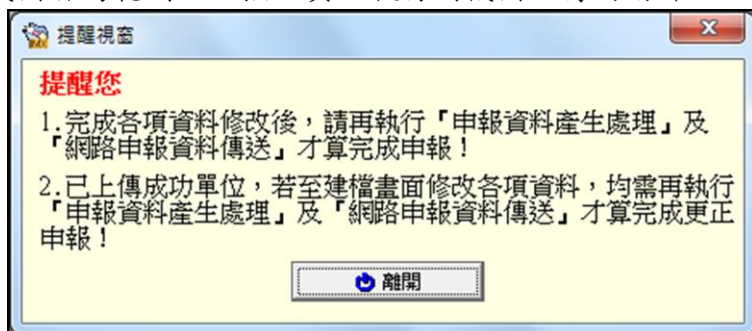 提醒視窗
提醒您
1.完成各項資料修改後，請再執行『申報資料產生處理』及
『網路申報資料傳送』才算完成申報！
2.已上傳成功單位，若至建檔畫面修改各項資料，均需再執行
『申報資料產生處理』及『網路申報資料傳送』才算完成更正
申報！
離開